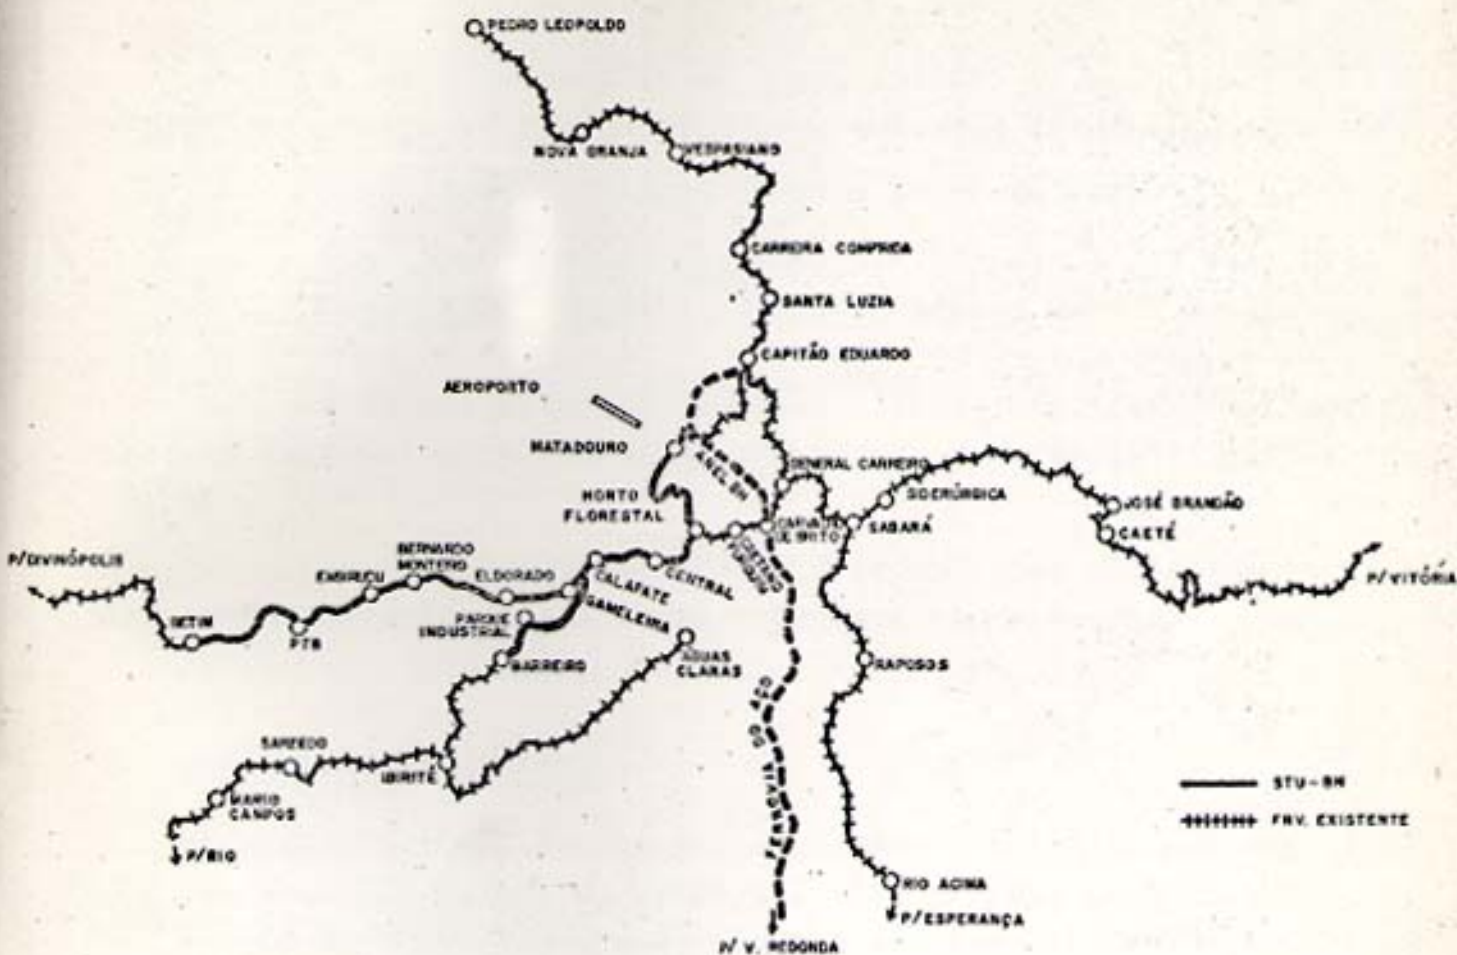 PEDRO LEOPOLDO
NOVA GRANJA
VESPASIANO
CARREIRA COMPRIDA
SANTA LUZIA
CAPITÃO EDUARDO
AEROPORTO
MATADOURO
ANEL BH
GENERAL CARNEIRO
HORTO
FLORESTAL
SIDERÚRGICA
JOSÉ BRANDÃO
SABARÁ
CAETÉ
DE BRITO
P/DIVINÓPOLIS
BERNARDO
MONTEIRO
ELDORADO
CALAFATE
CENTRAL
P/VITÓRIA
GAMELEIRA
BETIM
PTB
PARQUE
INDUSTRIAL
BARREIRO
ÁGUAS
CLARAS
RAPOSOS
FERROVIA DO AÇO
SARZEDO
IBIRITÉ
MARIO
CAMPOS
P/RIO
STU-BH
FRV. EXISTENTE
RIO ACIMA
P/ESPERANÇA
P/ V. REDONDA